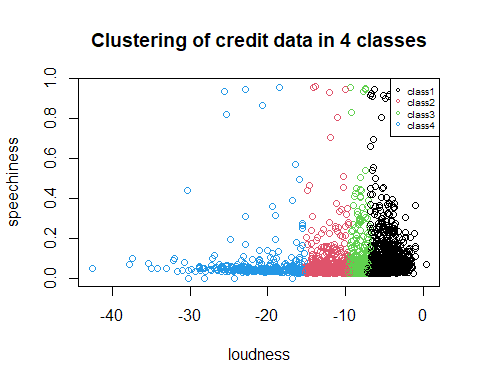 Clustering of credit data in 4 classes
speechiness
1.0
0.8
0.6
0.4
0.2
0.0
class1
class2
class3
class4
-40 -30 -20 -10 0
loudness